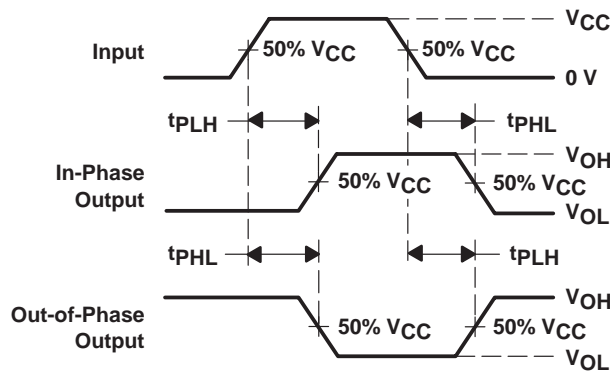 VCC
Input
50% VCC
50% VCC
0 V
tPLH
tPHL
VOH
In-Phase
Output
50% VCC
50% VCC
VOL
tPHL
tPLH
VOH
Out-of-Phase
Output
50% VCC
50% VCC
VOL